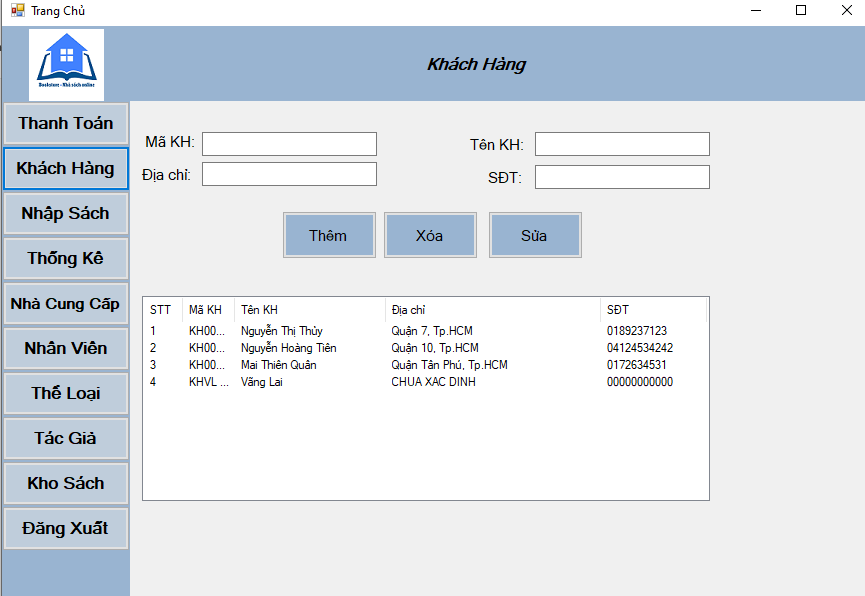 Trang Chủ
Bookstore - Nhà sách online
Khách Hàng
Thanh Toán
Khách Hàng
Nhập Sách
Thống Kê
Nhà Cung Cấp
Nhân Viên
Thể Loại
Tác Giả
Kho Sách
Đăng Xuất
Mã KH: Tên KH:
Địa chỉ: SĐT:
Thêm Xóa Sửa
STT Mã KH Tên KH Địa chỉ SĐT
1 KH00... Nguyễn Thị Thủy Quận 7, Tp.HCM 0189237123
2 KH00... Nguyễn Hoàng Tiên Quận 10, Tp.HCM 04124534242
3 KH00... Mai Thiên Quân Quận Tân Phú, Tp.HCM 0172634531
4 KHVL ... Vãng Lai CHUA XAC DINH 00000000000